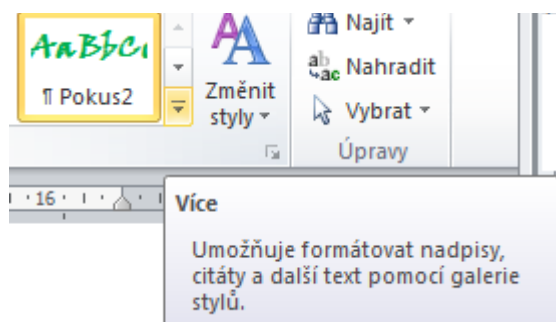 AaBbCc
¶ Pokus2
Změnit
styly
Najít
Nahradit
Vybrat
Úpravy
16
Více
Umožňuje formátovat nadpisy,
citáty a další text pomocí galerie
stylů.